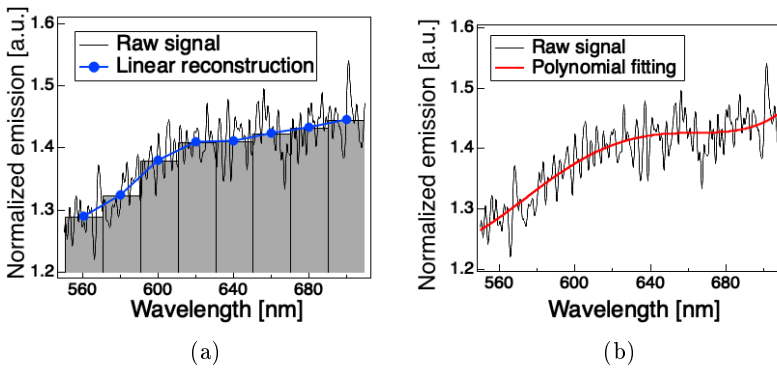 1.6
Raw signal
Linear reconstruction
1.5
1.4
1.3
1.2
Normalized emission [a.u.]
560 600 640 680
Wavelength [nm]
(a)
1.6
Raw signal
Polynomial fitting
1.5
1.4
1.3
1.2
Normalized emission [a.u.]
560 600 640 680
Wavelength [nm]
(b)